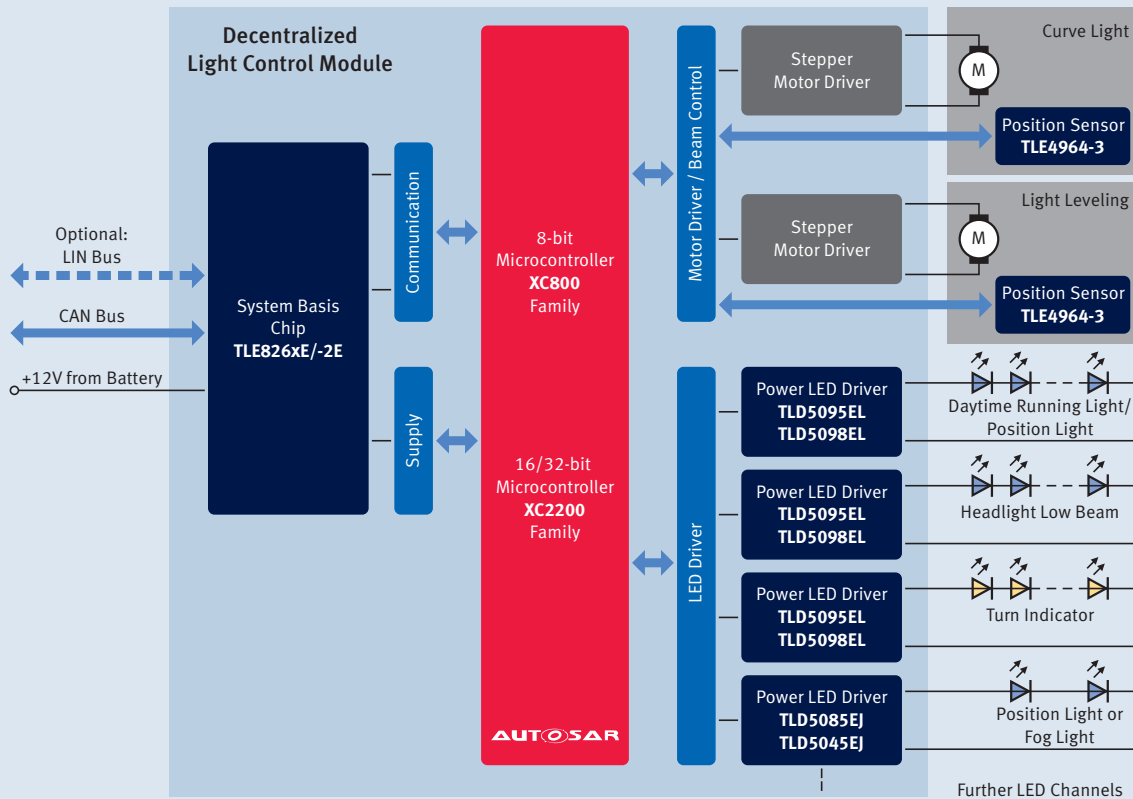 Decentralized
Light Control Module
Optional:
LIN Bus
CAN Bus
+12V from Battery
System Basis
Chip
TLE826xE/-2E
Communication
Supply
8-bit
Microcontroller
XC800
Family
16/32-bit
Microcontroller
XC2200
Family
AUTOSAR
Motor Driver / Beam Control
LED Driver
Stepper
Motor Driver
Stepper
Motor Driver
Power LED Driver
TLD5095EL
TLD5098EL
Power LED Driver
TLD5095EL
TLD5098EL
Power LED Driver
TLD5095EL
TLD5098EL
Power LED Driver
TLD5085EJ
TLD5045EJ
Curve Light
M
Position Sensor
TLE4964-3
Light Leveling
M
Position Sensor
TLE4964-3
Daytime Running Light/
Position Light
Headlight Low Beam
Turn Indicator
Position Light or
Fog Light
Further LED Channels